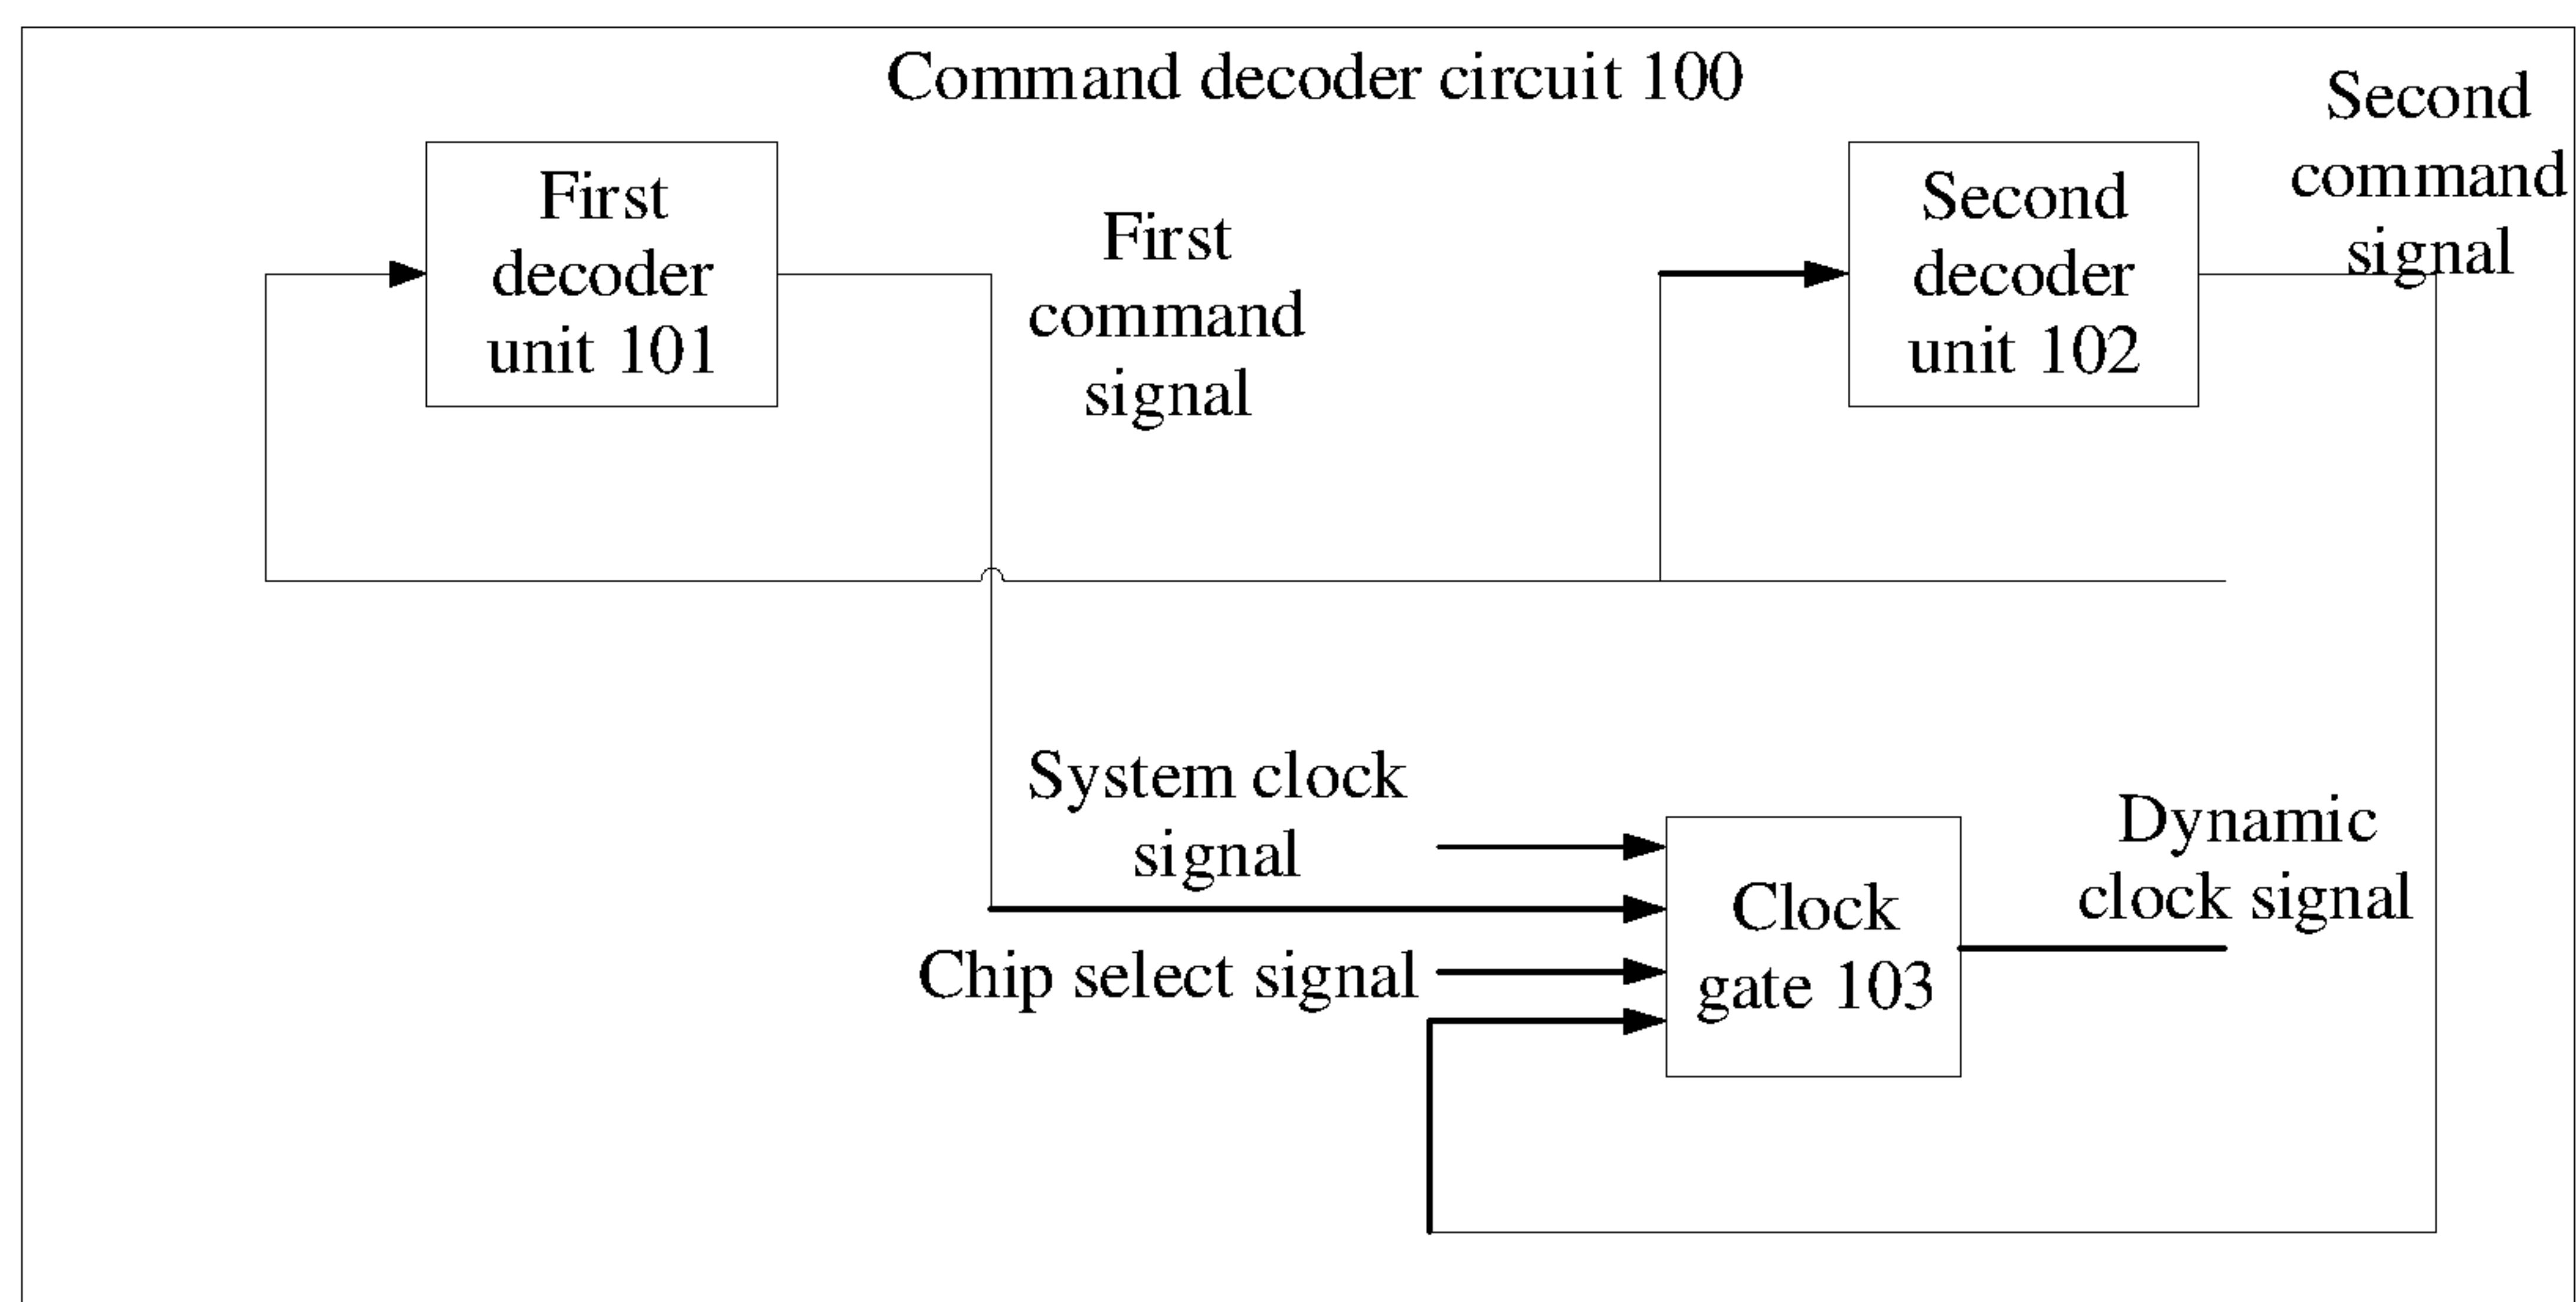 Command decoder circuit 100
First
decoder
unit 101
First
command
signal
Second
decoder
unit 102
Second
command
signal
System clock
signal
Chip select signal
Clock
gate 103
Dynamic
clock signal